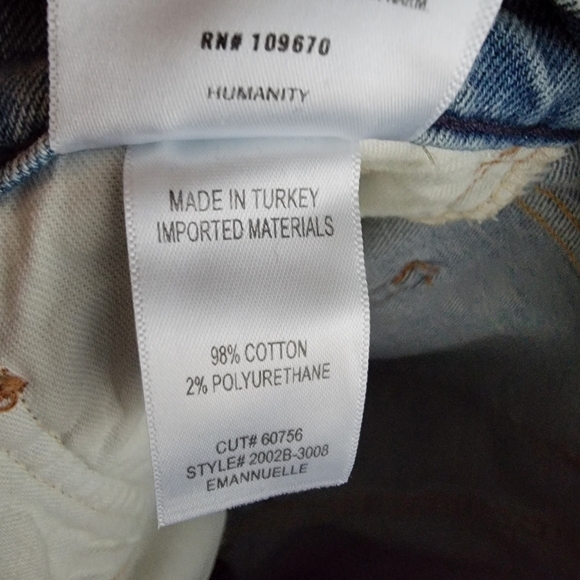 RN# 109670
HUMANITY
MADE IN TURKEY
IMPORTED MATERIALS
98% COTTON
2% POLYURETHANE
CUT# 60756
STYLE# 2002B-3008
EMANNUELLE